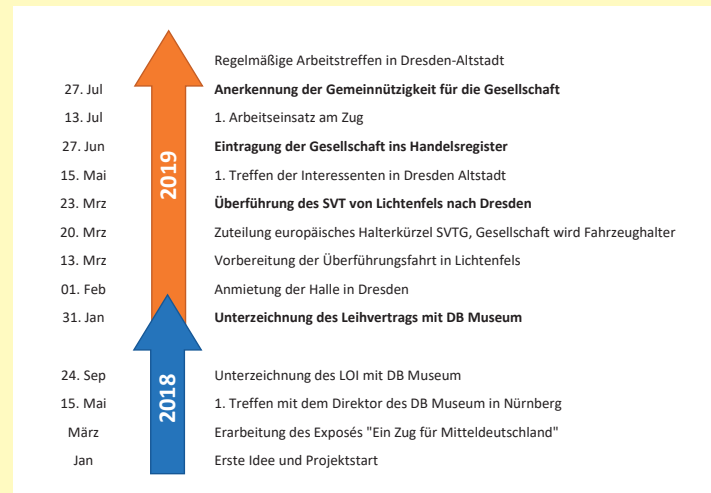 Regelmäßige Arbeitstreffen in Dresden-Altstadt
27. Jul Anerkennung der Gemeinnützigkeit für die Gesellschaft
13. Jul 1. Arbeitseinsatz am Zug
27. Jun Eintragung der Gesellschaft ins Handelsregister
15. Mai 1. Treffen der Interessenten in Dresden Altstadt
2019
23. Mrz Überführung des SVT von Lichtenfels nach Dresden
20. Mrz Zuteilung europäisches Halterkürzel SVTG, Gesellschaft wird Fahrzeughalter
13. Mrz Vorbereitung der Überführungsfahrt in Lichtenfels
01. Feb Anmietung der Halle in Dresden
31. Jan Unterzeichnung des Leihvertrags mit DB Museum
24. Sep Unterzeichnung des LOI mit DB Museum
2018
15. Mai 1. Treffen mit dem Direktor des DB Museum in Nürnberg
März Erarbeitung des Exposés "Ein Zug für Mitteldeutschland"
Jan Erste Idee und Projektstart